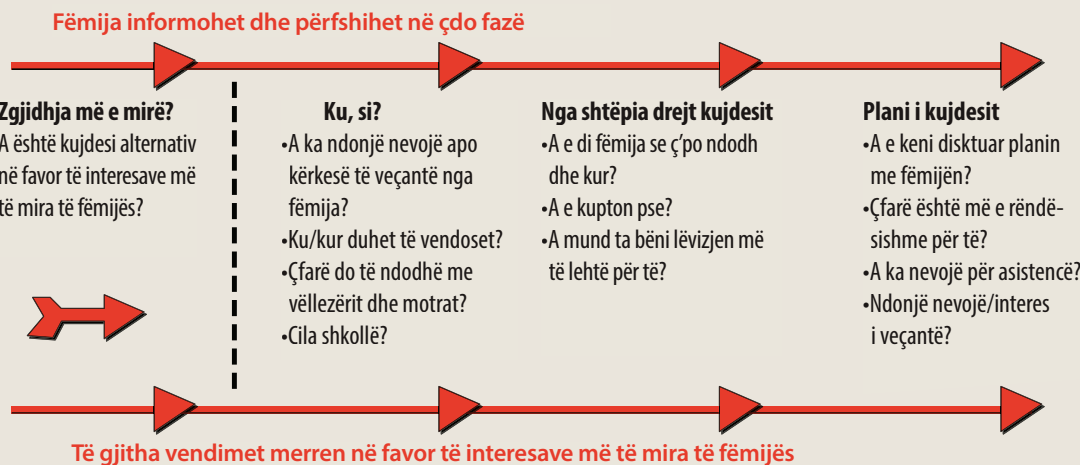 Fëmija informohet dhe përfshihet në çdo fazë
Zgjidhja më e mirë?
A është kujdesi alternativ
në favor të interesave më
të mira të fëmijës?
Ku, si?
•A ka ndonjë nevojë apo
kërkesë të veçantë nga
fëmija?
•Ku/kur duhet të vendoset?
•Çfarë do të ndodhë me
vëllezërit dhe motrat?
•Cila shkollë?
Nga shtëpia drejt kujdesit
•A e di fëmija se ç'po ndodh
dhe kur?
•A e kupton pse?
•A mund ta bëni lëvizjen më
të lehtë për të?
Plani i kujdesit
•A e keni disktuar planin
me fëmijën?
•Çfarë është më e rëndë-
sishme për të?
•A ka nevojë për asistencë?
•Ndonjë nevojë/interes
i veçantë?
Të gjitha vendimet merren në favor të interesave më të mira të fëmijës